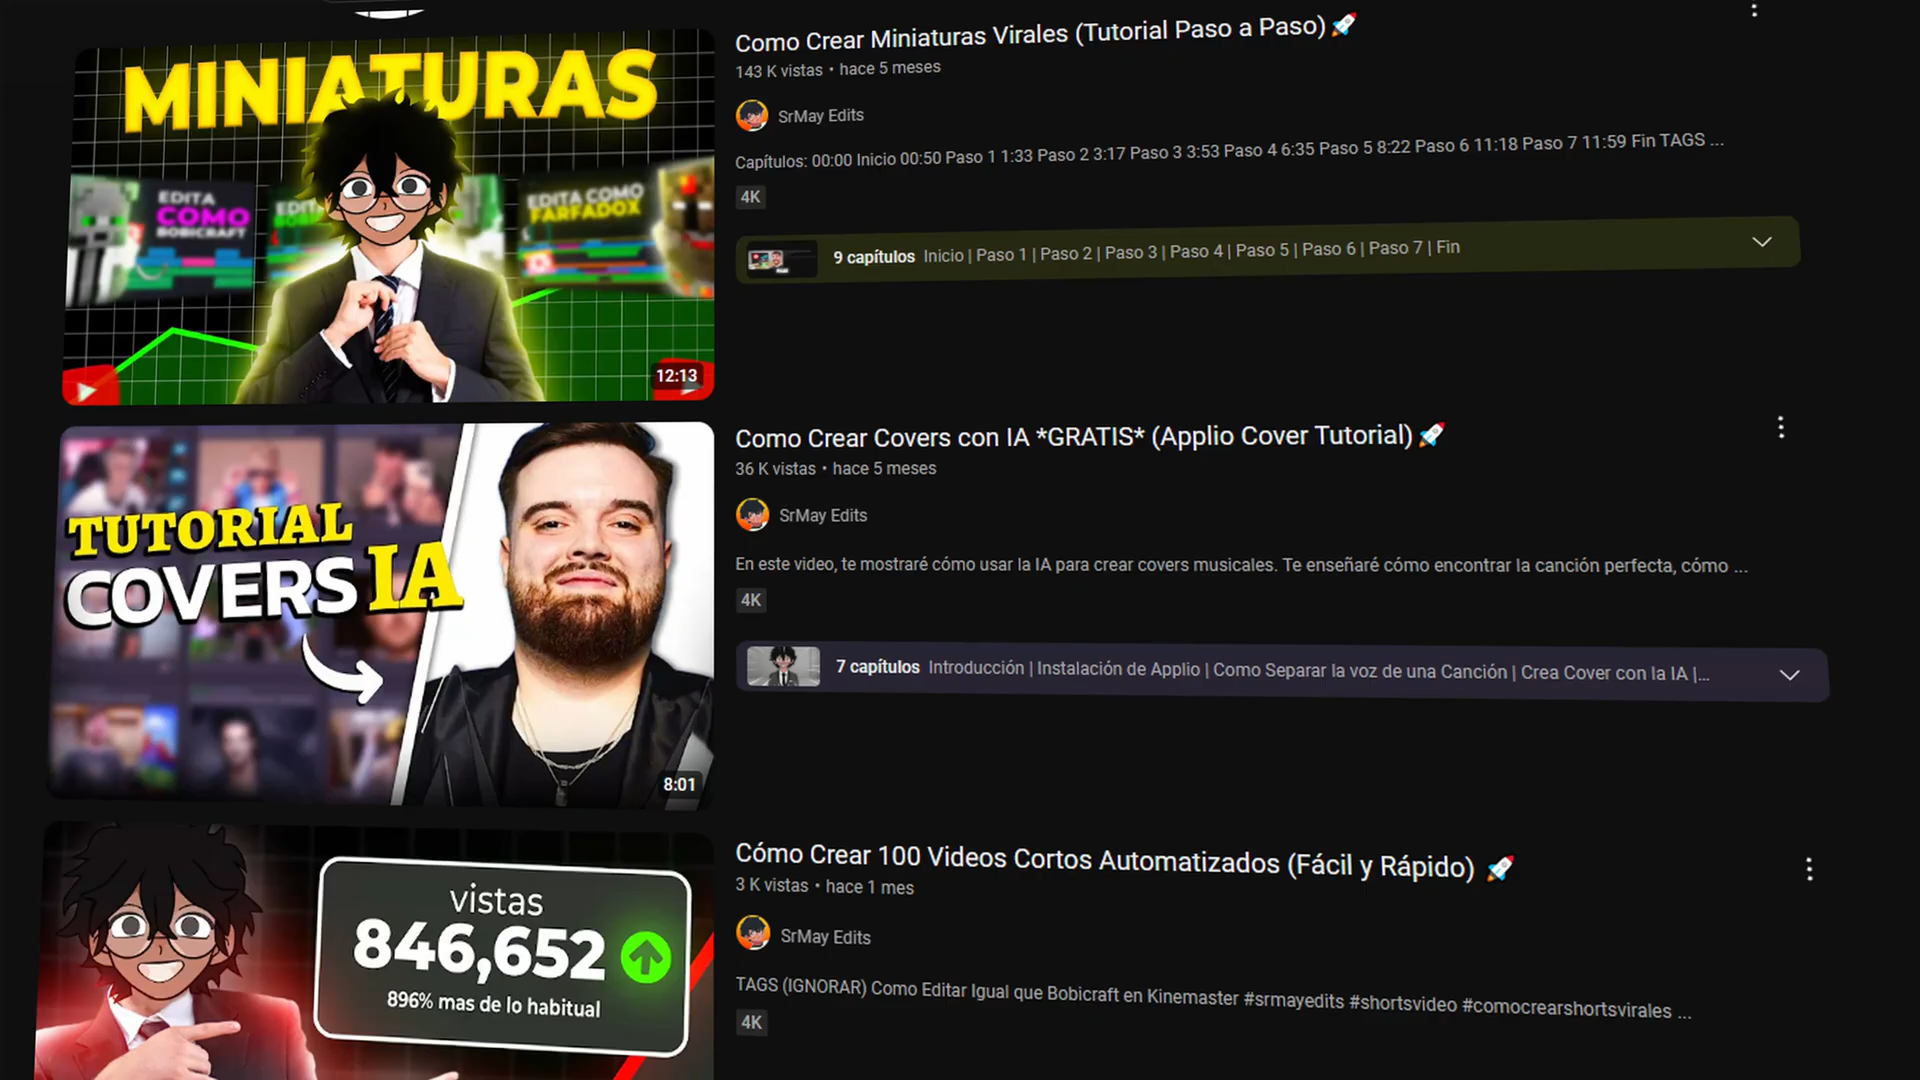 MINIATURAS
EDITA
COMO
BOBICRAFT
EDITA COMO
FARFADOX
12:13
Como Crear Miniaturas Virales (Tutorial Paso a Paso)🚀
143 K vistas • hace 5 meses
SrMay Edits
Capítulos: 00:00 Inicio 00:50 Paso 1 1:33 Paso 2 3:17 Paso 3 3:53 Paso 4 6:35 Paso 5 8:22 Paso 6 11:18 Paso 7 11:59 Fin TAGS ...
4K
9 capítulos Inicio | Paso 1 | Paso 2 | Paso 3 | Paso 4 | Paso 5 | Paso 6 | Paso 7 | Fin
TUTORIAL
COVERS IA
8:01
Como Crear Covers con IA *GRATIS* (Applio Cover Tutorial)🚀
36 K vistas • hace 5 meses
SrMay Edits
En este video, te mostraré cómo usar la IA para crear covers musicales. Te enseñaré cómo encontrar la canción perfecta, cómo ...
4K
7 capítulos Introducción | Instalación de Applio | Como Separar la voz de una Canción | Crea Cover con la IA |...
vistas
846,652
896% mas de lo habitual
Cómo Crear 100 Videos Cortos Automatizados (Fácil y Rápido) 🚀
3 K vistas • hace 1 mes
SrMay Edits
TAGS (IGNORAR) Como Editar Igual que Bobicraft en Kinemaster #srmayedits #shortsvideo #comocrearshortsvirales ...
4K